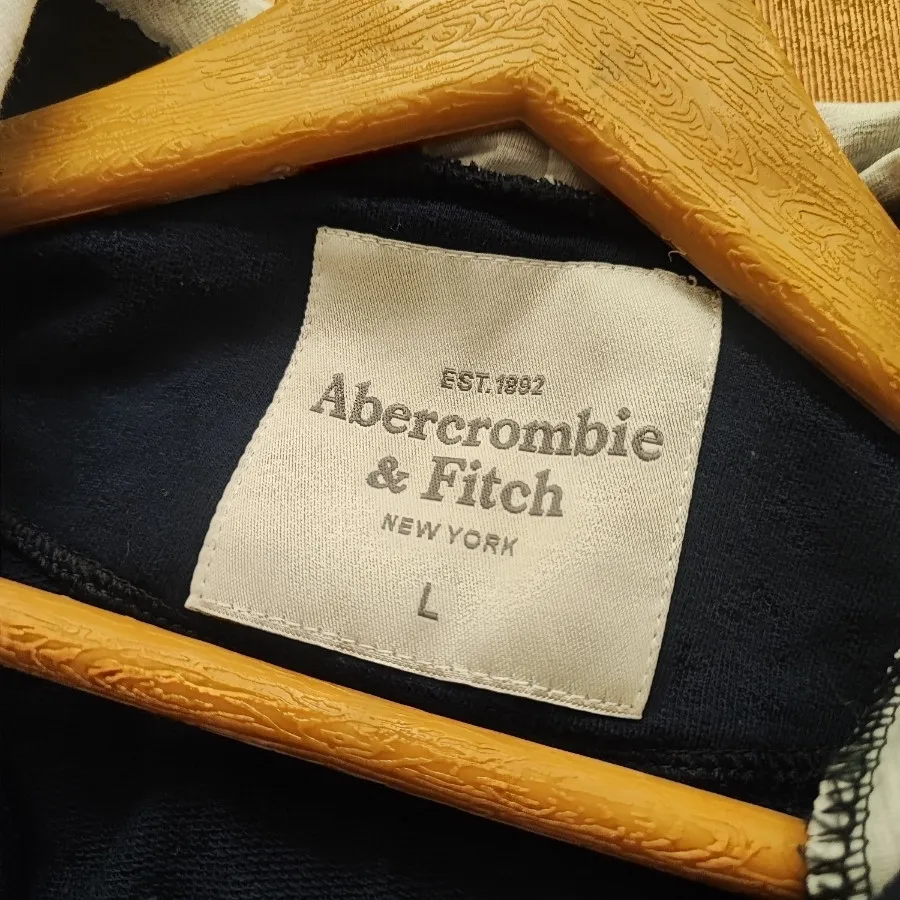 EST.1892
Abercrombie
& Fitch
NEW YORK
L